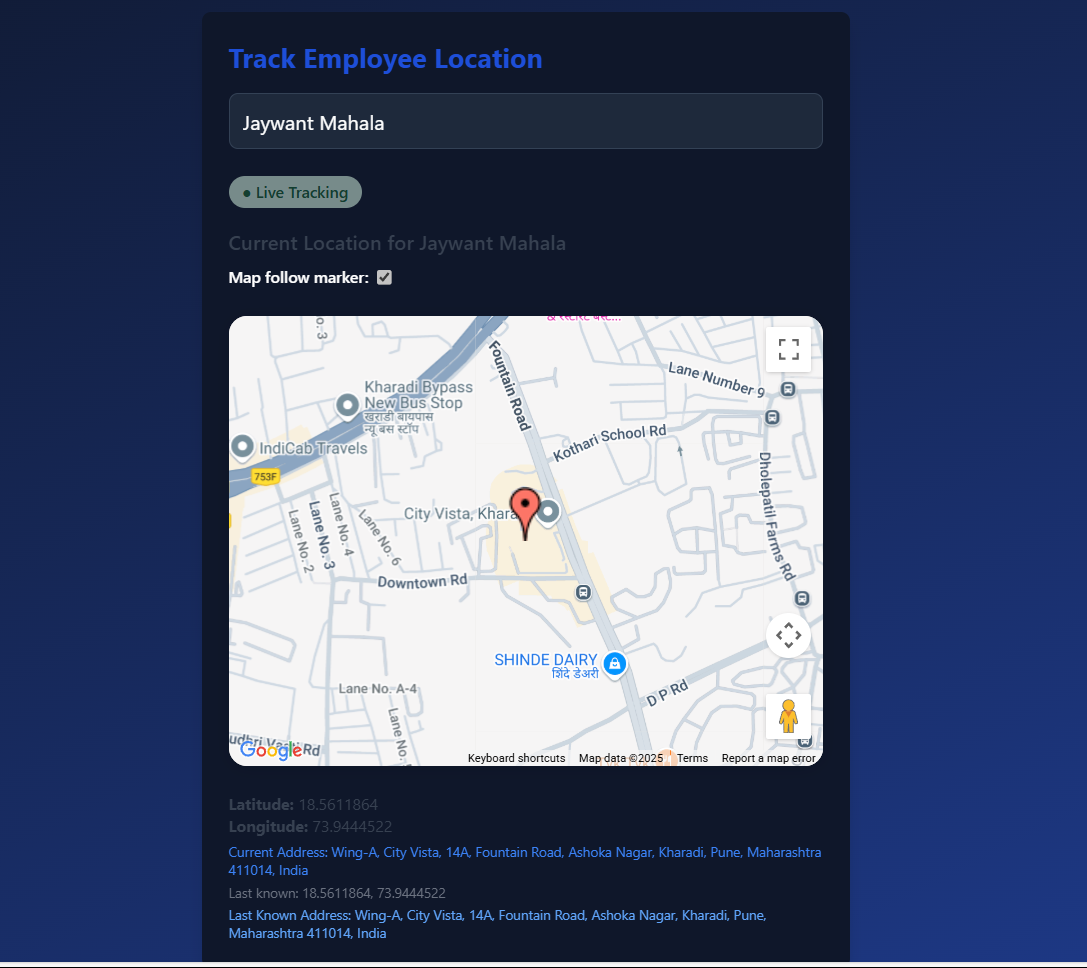 Track Employee Location
Jaywant Mahala
● Live Tracking
Current Location for Jaywant Mahala
Map follow marker:
Fountain Road
Lane Number 9
Kharadi Bypass
New Bus Stop
खराडी बायपास
न्यू बस स्टॉप
IndiCab Travels
753F
Kothari School Rd
Dholepatil Farms Rd
City Vista, Khara
Lane No. 2
Lane No. 3
Lane No. 4
Lane No. 6
Downtown Rd
SHINDE DAIRY
शिंदे डेअरी
D P Rd
Lane No. A-4
Lane No.
Google
Rd
Keyboard shortcuts
Map data ©2025
Terms
Report a map error
Latitude: 18.5611864
Longitude: 73.9444522
Current Address: Wing-A, City Vista, 14A, Fountain Road, Ashoka Nagar, Kharadi, Pune, Maharashtra
411014, India
Last known: 18.5611864, 73.9444522
Last Known Address: Wing-A, City Vista, 14A, Fountain Road, Ashoka Nagar, Kharadi, Pune,
Maharashtra 411014, India